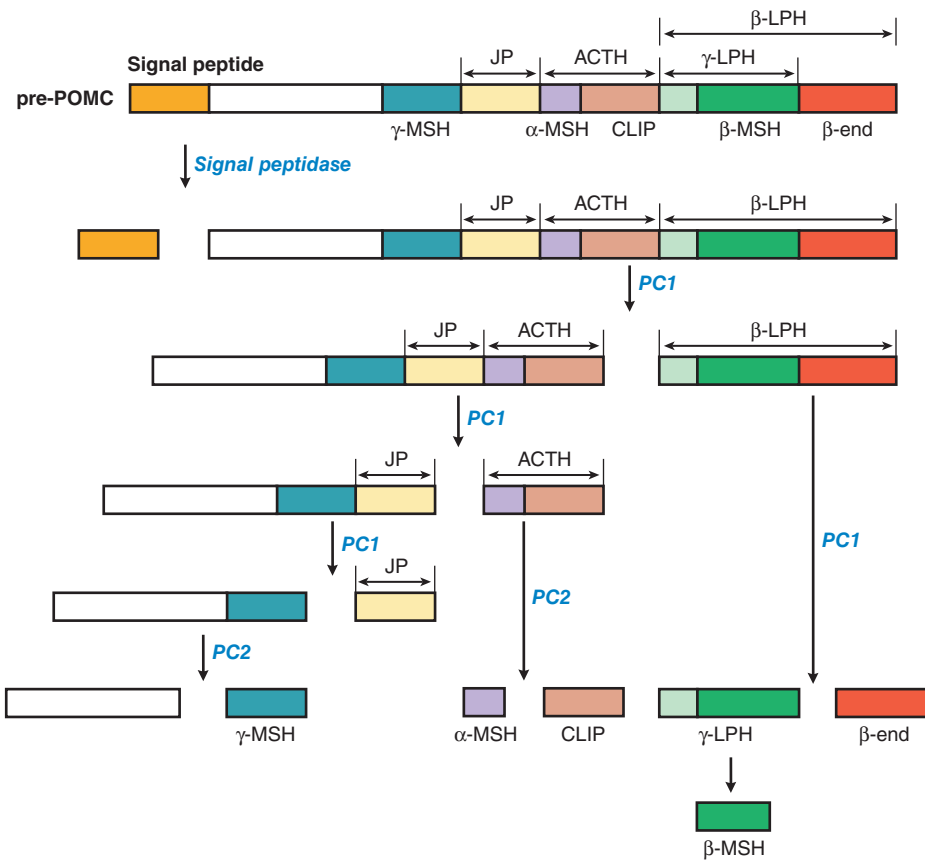 β-LPH
JP ACTH γ-LPH
Signal peptide
pre-POMC
γ-MSH α-MSH CLIP β-MSH β-end
Signal peptidase
JP ACTH β-LPH
PC1
JP ACTH β-LPH
PC1
JP ACTH
PC1 PC1
JP
PC2
PC2
γ-MSH α-MSH CLIP γ-LPH β-end
β-MSH